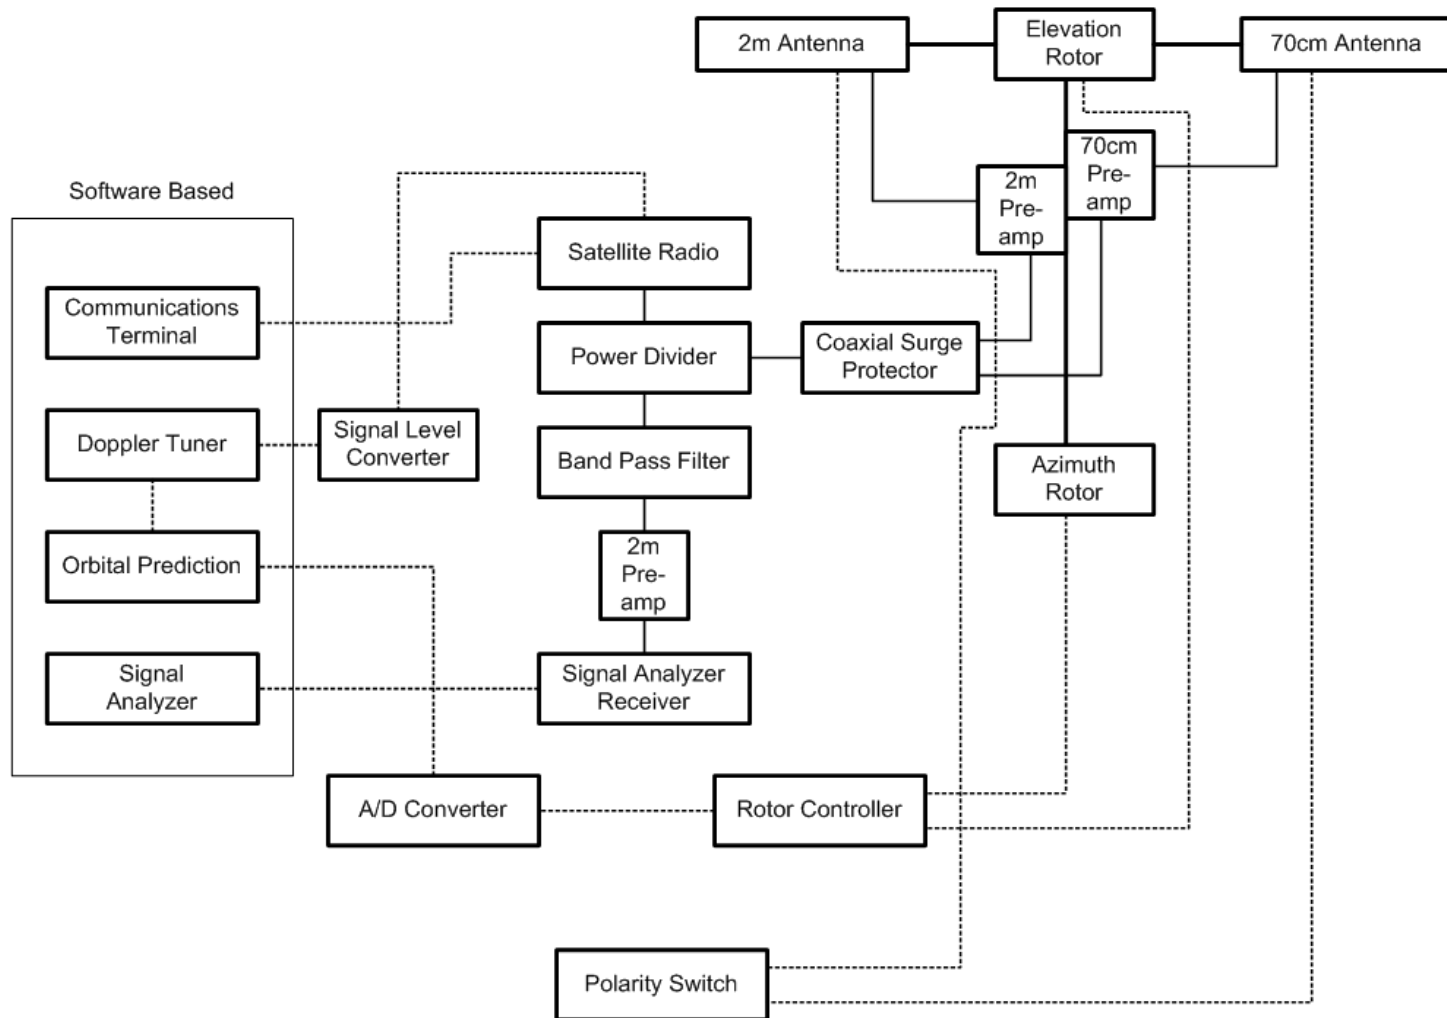 2m Antenna
Elevation
Rotor
70cm Antenna
70cm
Pre-
amp
2m
Pre-
amp
Software Based
Satellite Radio
Communications
Terminal
Power Divider
Coaxial Surge
Protector
Doppler Tuner
Signal Level
Converter
Band Pass Filter
Azimuth
Rotor
Orbital Prediction
2m
Pre-
amp
Signal
Analyzer
Signal Analyzer
Receiver
A/D Converter
Rotor Controller
Polarity Switch